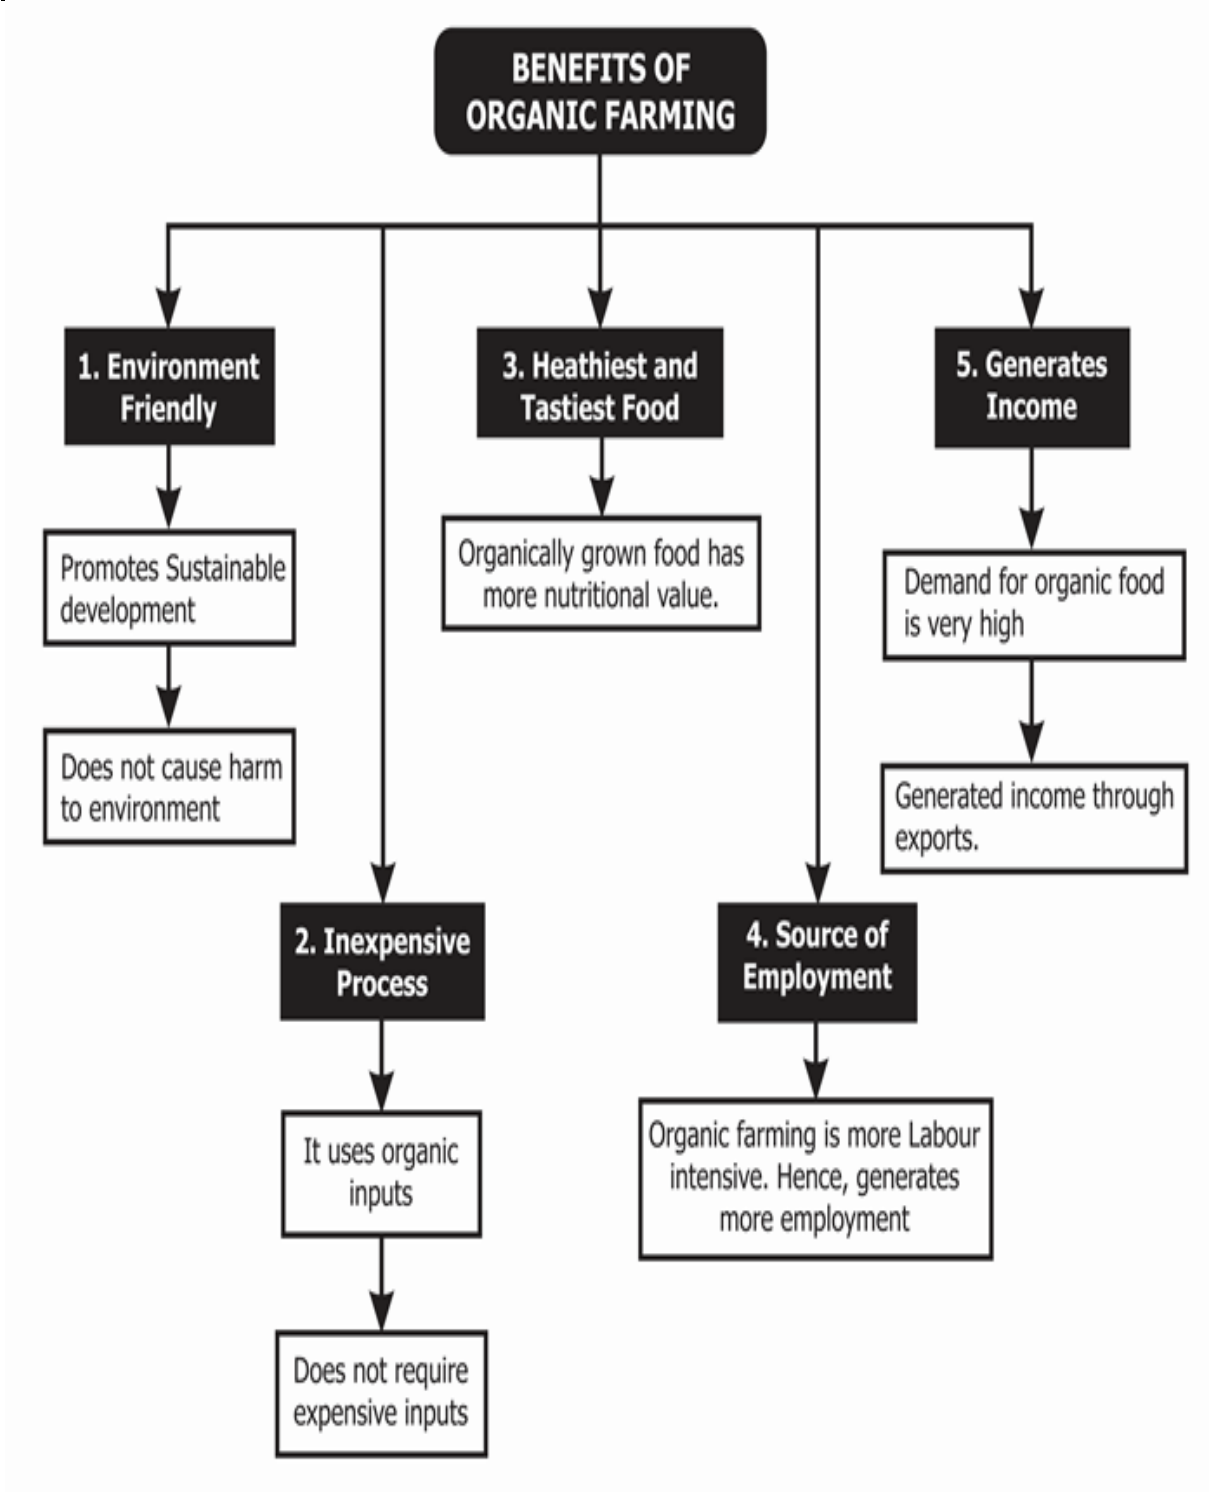 BENEFITS OF
ORGANIC FARMING
1. Environment
Friendly
Promotes Sustainable
development
Does not cause harm
to environment
2. Inexpensive
Process
It uses organic
inputs
Does not require
expensive inputs
3. Heathiest and
Tastiest Food
Organically grown food has
more nutritional value.
4. Source of
Employment
Organic farming is more Labour
intensive. Hence, generates
more employment
5. Generates
Income
Demand for organic food
is very high
Generated income through
exports.